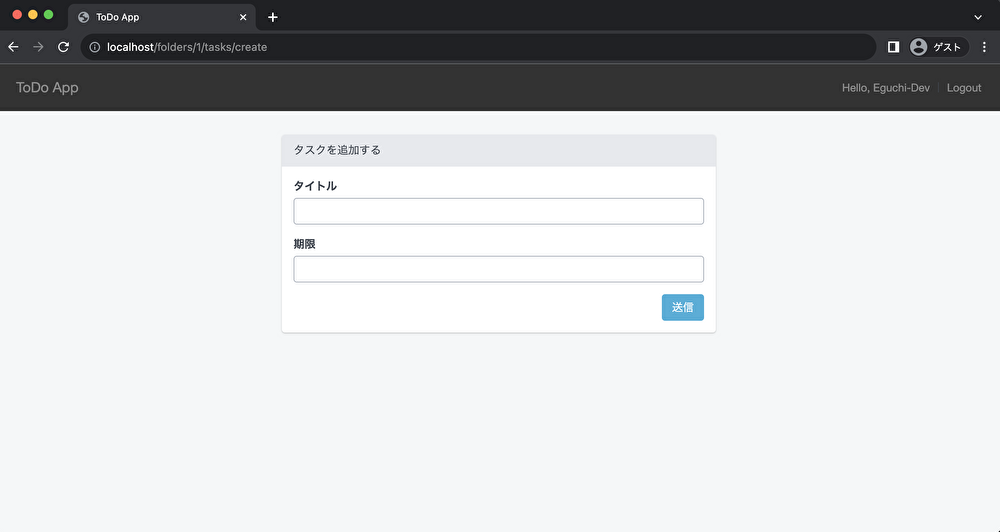 ToDo App
localhost/folders/1/tasks/create
ゲスト
ToDo App
Hello, Eguchi-Dev
Logout
タスクを追加する
タイトル
期限
送信